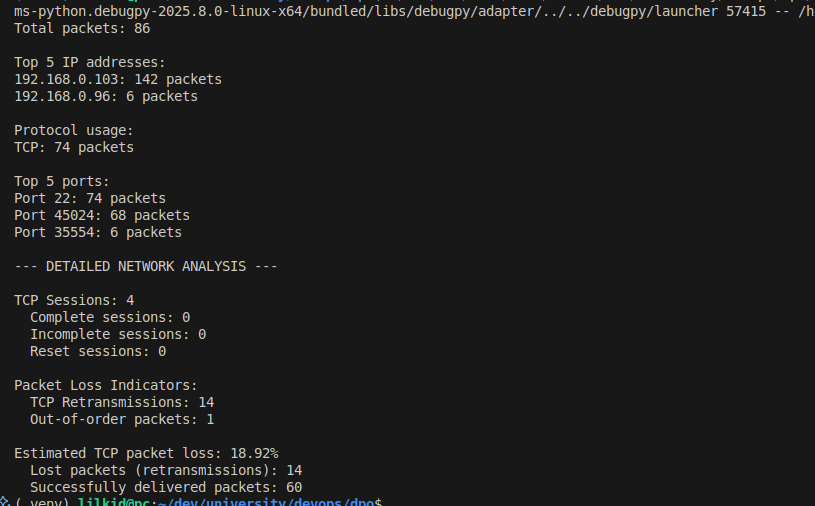 ms-python.debugpy-2025.8.0-linux-x64/bundled/libs/debugpy/adapter/../../debugpy/launcher 57415 -- /h
Total packets: 86
Top 5 IP addresses:
192.168.0.103: 142 packets
192.168.0.96: 6 packets
Protocol usage:
TCP: 74 packets
Top 5 ports:
Port 22: 74 packets
Port 45024: 68 packets
Port 35554: 6 packets
--- DETAILED NETWORK ANALYSIS ---
TCP Sessions: 4
Complete sessions: 0
Incomplete sessions: 0
Reset sessions: 0
Packet Loss Indicators:
TCP Retransmissions: 14
Out-of-order packets: 1
Estimated TCP packet loss: 18.92%
Lost packets (retransmissions): 14
Successfully delivered packets: 60
(.venv) lilkid@pc:~/dev/university/devops/dpo$